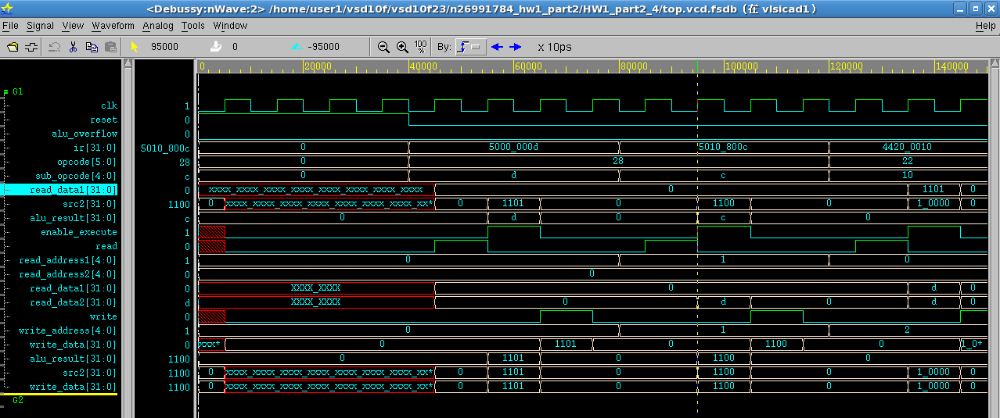 <Debussy:nWave:2> /home/user1/vsd10f/vsd10f23/n26991784_hw1_part2/HW1_part2_4/top.vcd.fsdb (在 vlsicad1)
File Signal View Waveform Analog Tools Window Help
95000 0 -95000 100% By: x 10ps
0 20000 40000 60000 80000 100000 120000 140000
G1
clk 1
reset 0
alu_overflow 0
ir[31:0] 5010_800c 0 5000_000d 5010_800c 4420_0010
opcode[5:0] 28 0 28 22
sub_opcode[4:0] c 0 d c 10
read_data1[31:0] 0 xxxx_xxxx_xxxx_xxxx_xxxx_xxxx_xxxx_xxxx 0 1101 0
src2[31:0] 1100 0 xxxx_xxxx_xxxx_xxxx_xxxx_xxxx_xxxx_xx* 0 1101 0 1100 0 1_0000 0
alu_result[31:0] c 0 d 0 c 0
enable_execute 1
read 0
read_address1[4:0] 1 0 1 0
read_address2[4:0] 0 0
read_data1[31:0] 0 XXXX_XXXX 0 d 0
read_data2[31:0] d XXXX_XXXX 0 d 0 d 0
write 0
write_address[4:0] 1 0 1 2
write_data[31:0] 0 xxx* 0 1101 0 1100 0 1_0*
alu_result[31:0] 1100 0 1101 0 1100 0
src2[31:0] 1100 0 xxxx_xxxx_xxxx_xxxx_xxxx_xxxx_xxxx_xx* 0 1101 0 1100 0 1_0000 0
write_data[31:0] 1100 0 xxxx_xxxx_xxxx_xxxx_xxxx_xxxx_xxxx_xx* 0 1101 0 1100 0 1_0000 0
G2